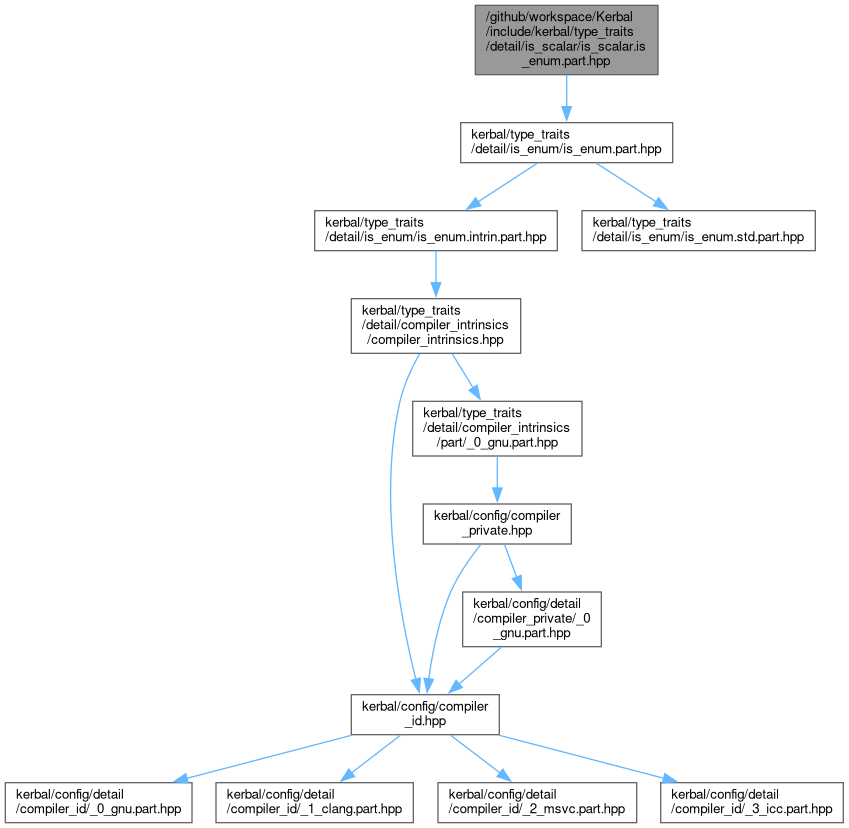 /github/workspace/Kerbal
/include/kerbal/type_traits
/detail/is_scalar/is_scalar.is
_enum.part.hpp
kerbal/type_traits
/detail/is_enum/is_enum.part.hpp
kerbal/type_traits
/detail/is_enum/is_enum.intrin.part.hpp
kerbal/type_traits
/detail/is_enum/is_enum.std.part.hpp
kerbal/type_traits
/detail/compiler_intrinsics
/compiler_intrinsics.hpp
kerbal/type_traits
/detail/compiler_intrinsics
/part/_0_gnu.part.hpp
kerbal/config/compiler
_private.hpp
kerbal/config/detail
/compiler_private/_0
_gnu.part.hpp
kerbal/config/compiler
_id.hpp
kerbal/config/detail
/compiler_id/_0_gnu.part.hpp
kerbal/config/detail
/compiler_id/_1_clang.part.hpp
kerbal/config/detail
/compiler_id/_2_msvc.part.hpp
kerbal/config/detail
/compiler_id/_3_icc.part.hpp